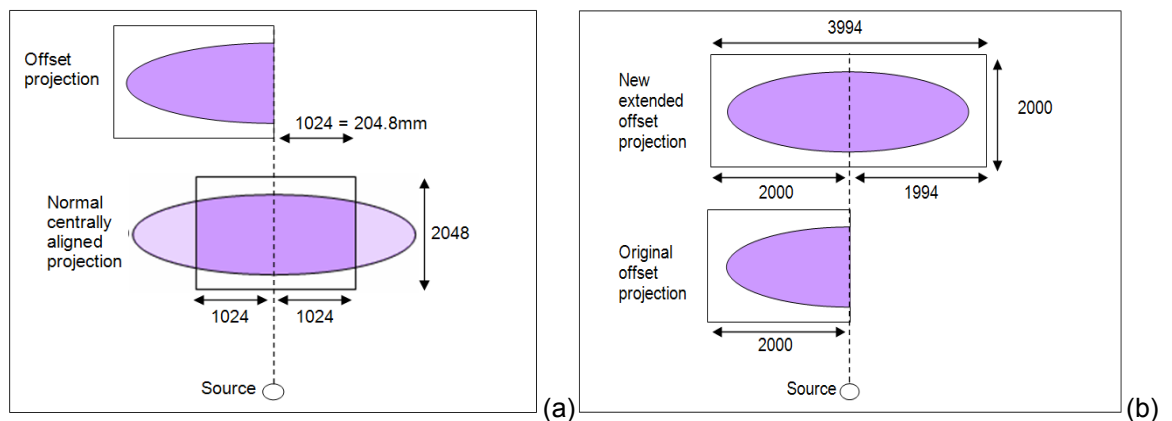 Offset
projection
1024 = 204.8mm
Normal
centrally
aligned
projection
2048
1024
1024
Source
(a)
3994
New
extended
offset
projection
2000
2000
1994
Original
offset
projection
2000
Source
(b)